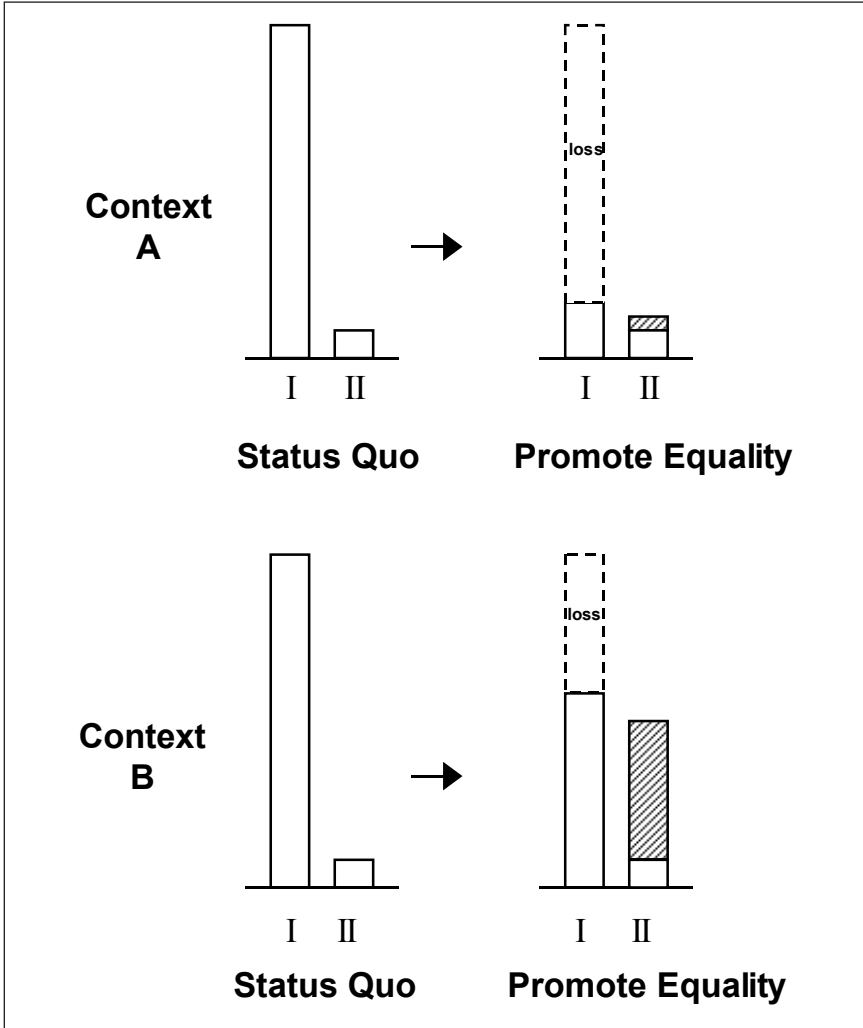 loss
Context
A
I II I II
Status Quo Promote Equality
loss
Context
B
I II I II
Status Quo Promote Equality